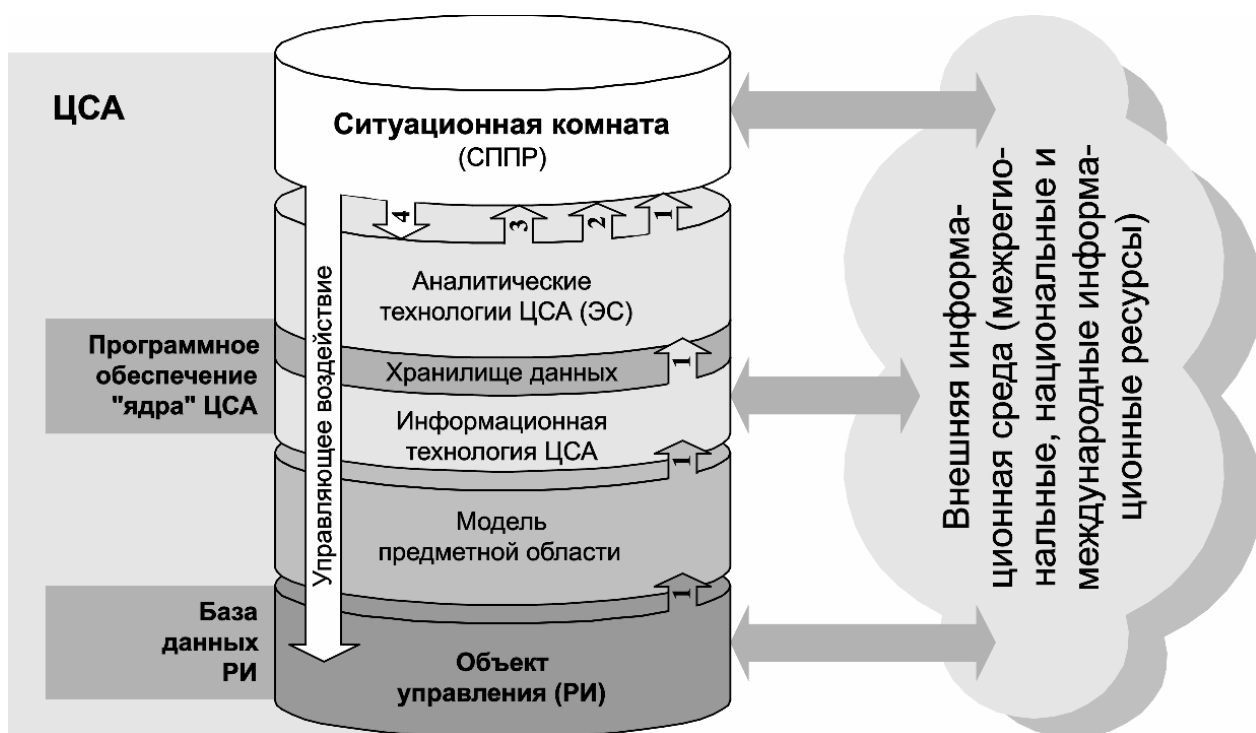 ЦСА
Ситуационная комната
(СППР)
4
3
2
1
Аналитические
технологии ЦСА (ЭС)
Управляющее воздействие
Программное
обеспечение
"ядра" ЦСА
Хранилище данных
1
Информационная
технология ЦСА
1
Модель
предметной области
1
База
данных
РИ
Объект
управления (РИ)
Внешняя информа-
ционная среда (межрегио-
нальные, национальные и
международные информа-
ционные ресурсы)